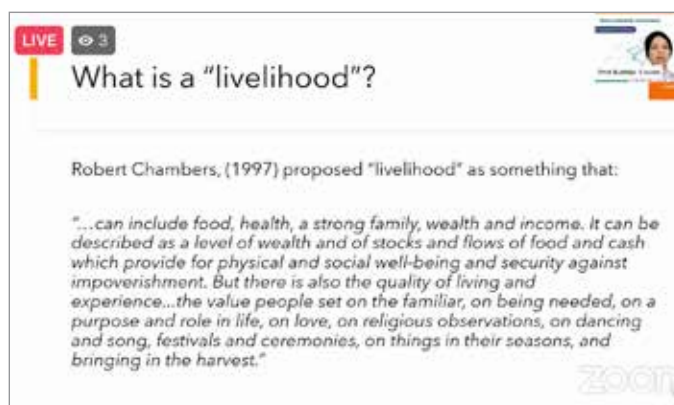 LIVE 3
What is a “livelihood”?
Robert Chambers, (1997) proposed “livelihood” as something that:
“...can include food, health, a strong family, wealth and income. It can be
described as a level of wealth and of stocks and flows of food and cash
which provide for physical and social well-being and security against
impoverishment. But there is also the quality of living and
experience...the value people set on the familiar, on being needed, on a
purpose and role in life, on love, on religious observations, on dancing
and song, festivals and ceremonies, on things in their seasons, and
bringing in the harvest.”
zoom